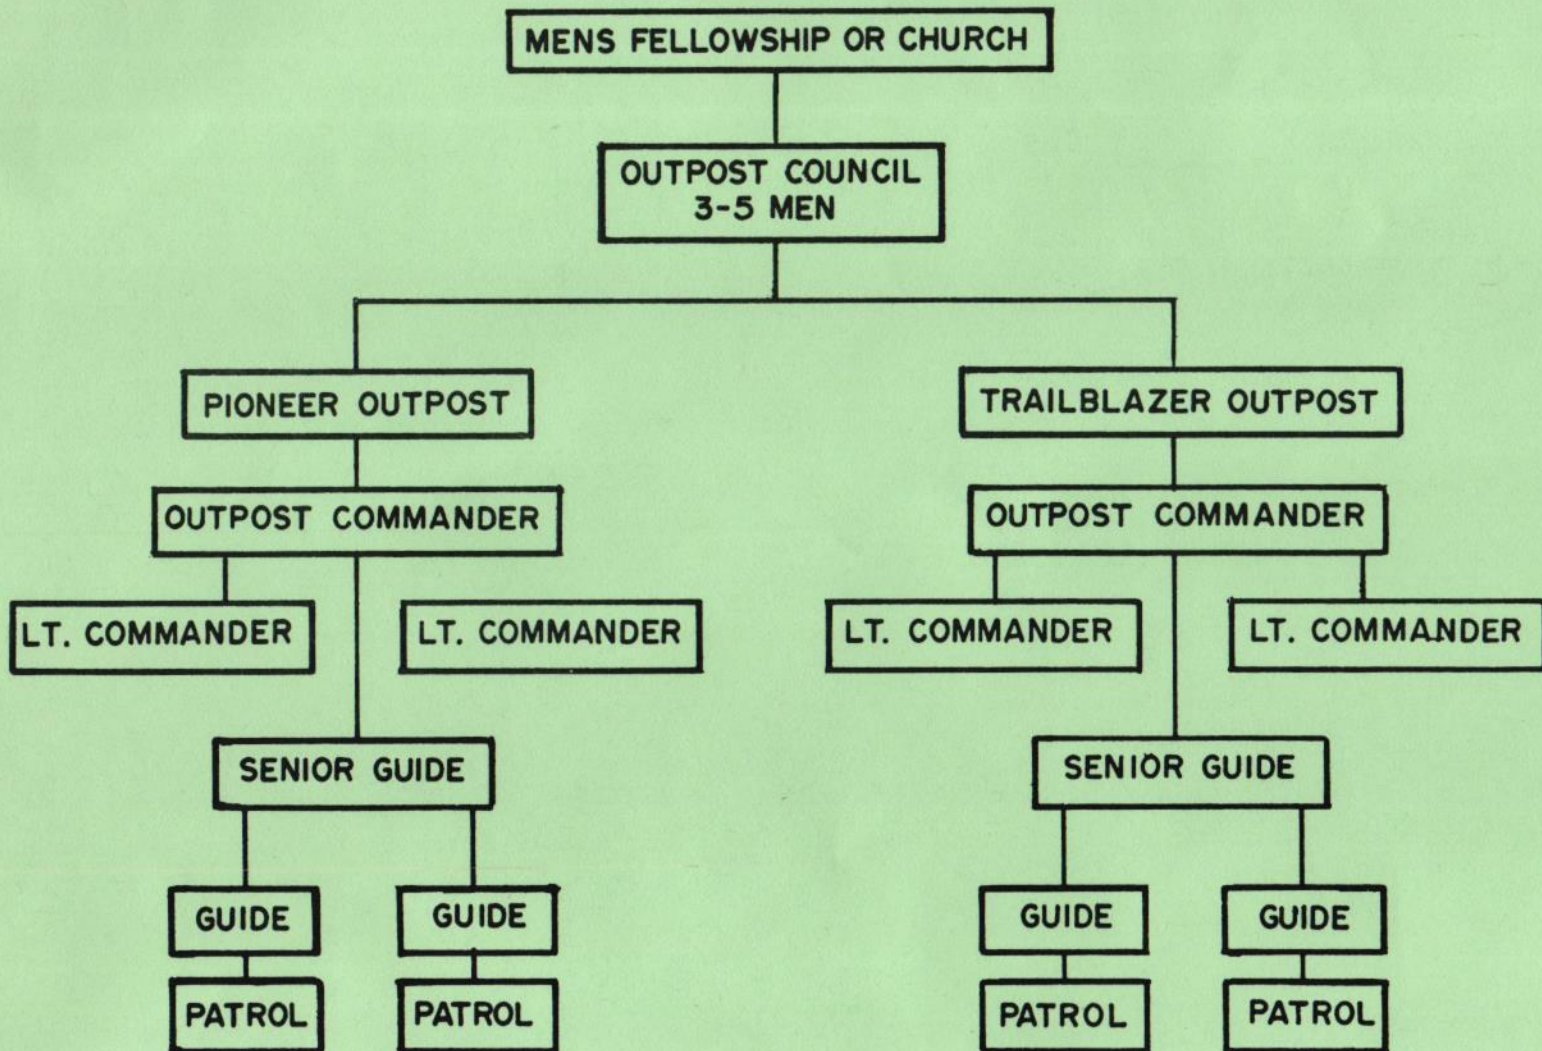 MENS FELLOWSHIP OR CHURCH
OUTPOST COUNCIL
3-5 MEN
PIONEER OUTPOST
TRAILBLAZER OUTPOST
OUTPOST COMMANDER
OUTPOST COMMANDER
LT. COMMANDER
LT. COMMANDER
LT. COMMANDER
LT. COMMANDER
SENIOR GUIDE
SENIOR GUIDE
GUIDE
GUIDE
GUIDE
GUIDE
PATROL
PATROL
PATROL
PATROL